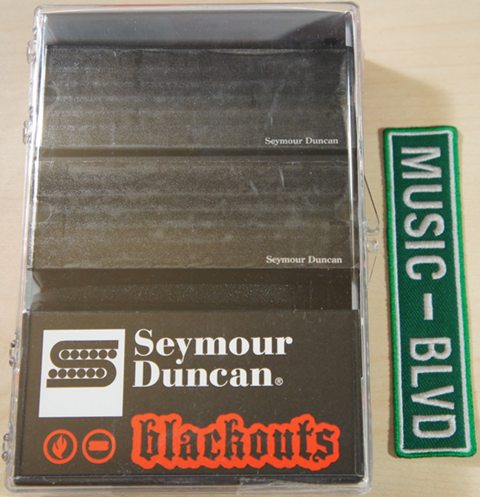 Seymour Duncan
Seymour Duncan
Seymour
Duncan®
blackouts
MUSIC - BLVD